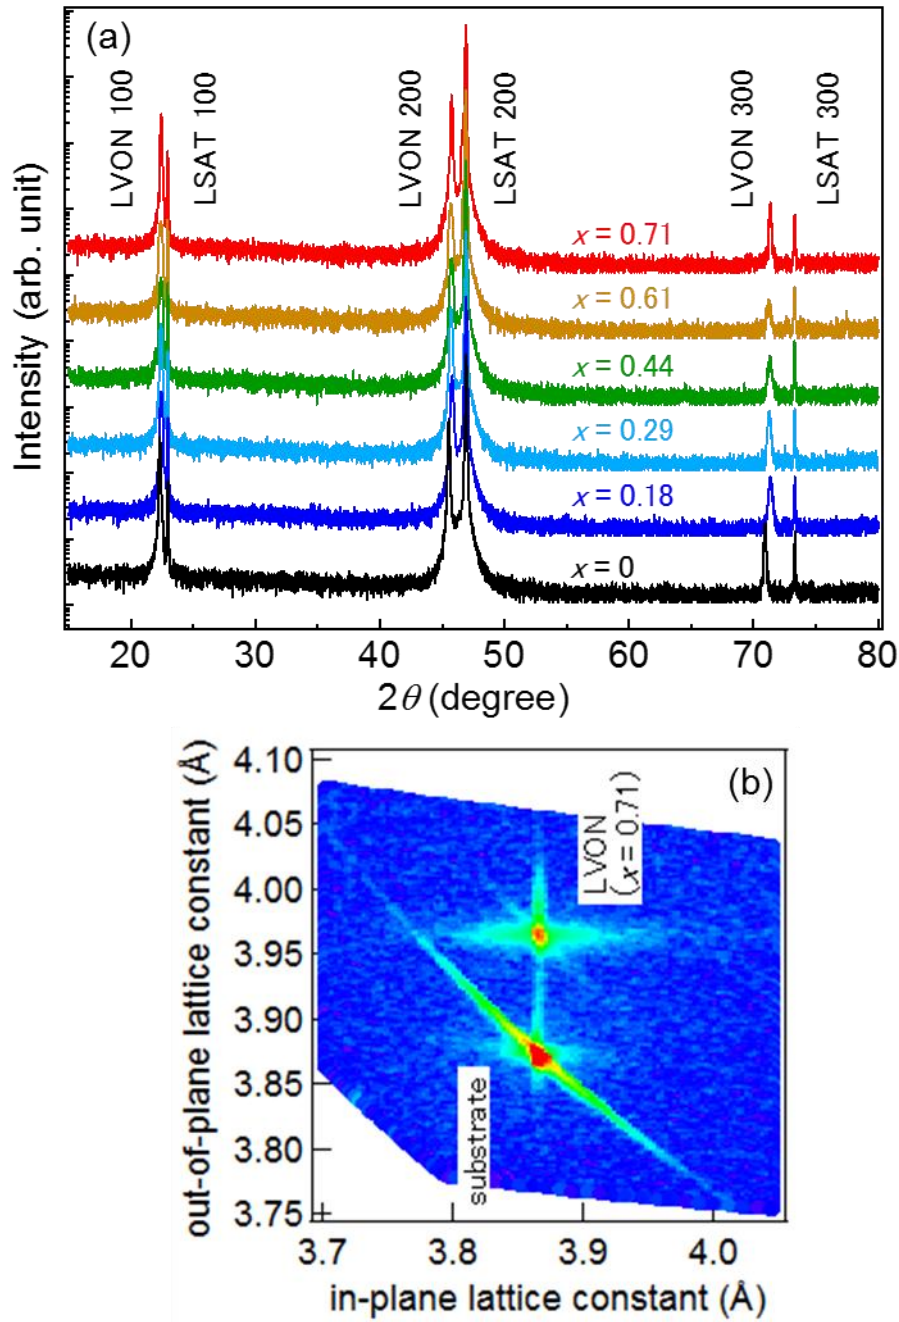 (a)
LVON 100
LSAT 100
LVON 200
LSAT 200
LVON 300
LSAT 300
Intensity (arb. unit)
x = 0.71
x = 0.61
x = 0.44
x = 0.29
x = 0.18
x = 0
20 30 40 50 60 70 80
2θ (degree)
(b)
out-of-plane lattice constant (Å)
4.10
4.05
4.00
3.95
3.90
3.85
3.80
3.75
LVON
(x = 0.71)
substrate
3.7 3.8 3.9 4.0
in-plane lattice constant (Å)